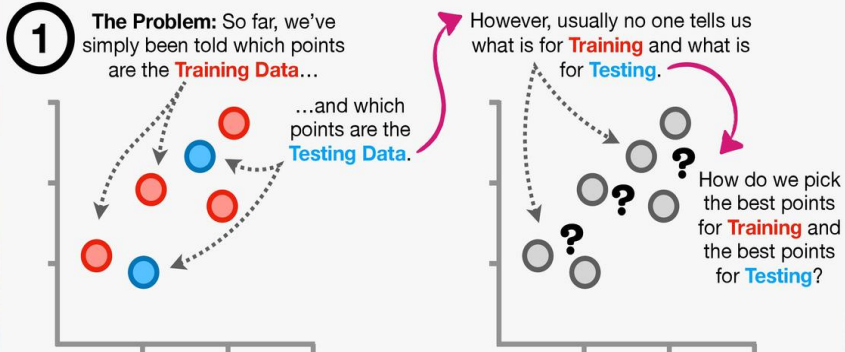 1
The Problem: So far, we've
simply been told which points
are the Training Data...
...and which
points are the
Testing Data.
However, usually no one tells us
what is for Training and what is
for Testing.
?
?
?
How do we pick
the best points
for Training and
the best points
for Testing?